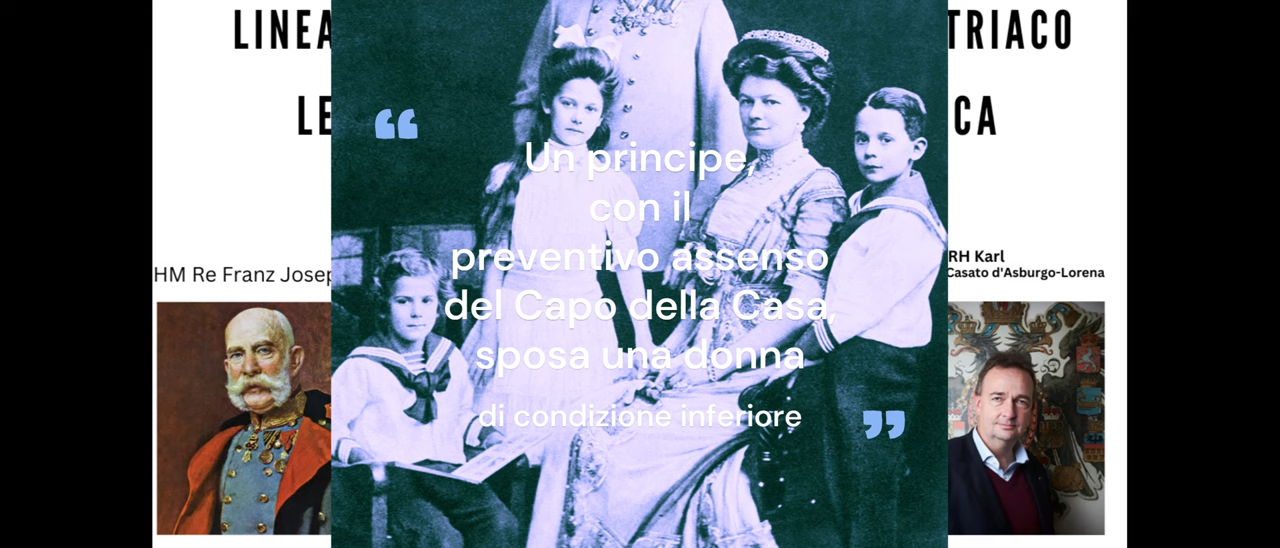 LINEA
TRIACO
LE
CA
“
Un principe,
con il
preventivo assenso
del Capo della Casa,
sposa una donna
di condizione inferiore
”
HM Re Franz Josep
RH Karl
Casato d'Asburgo-Lorena